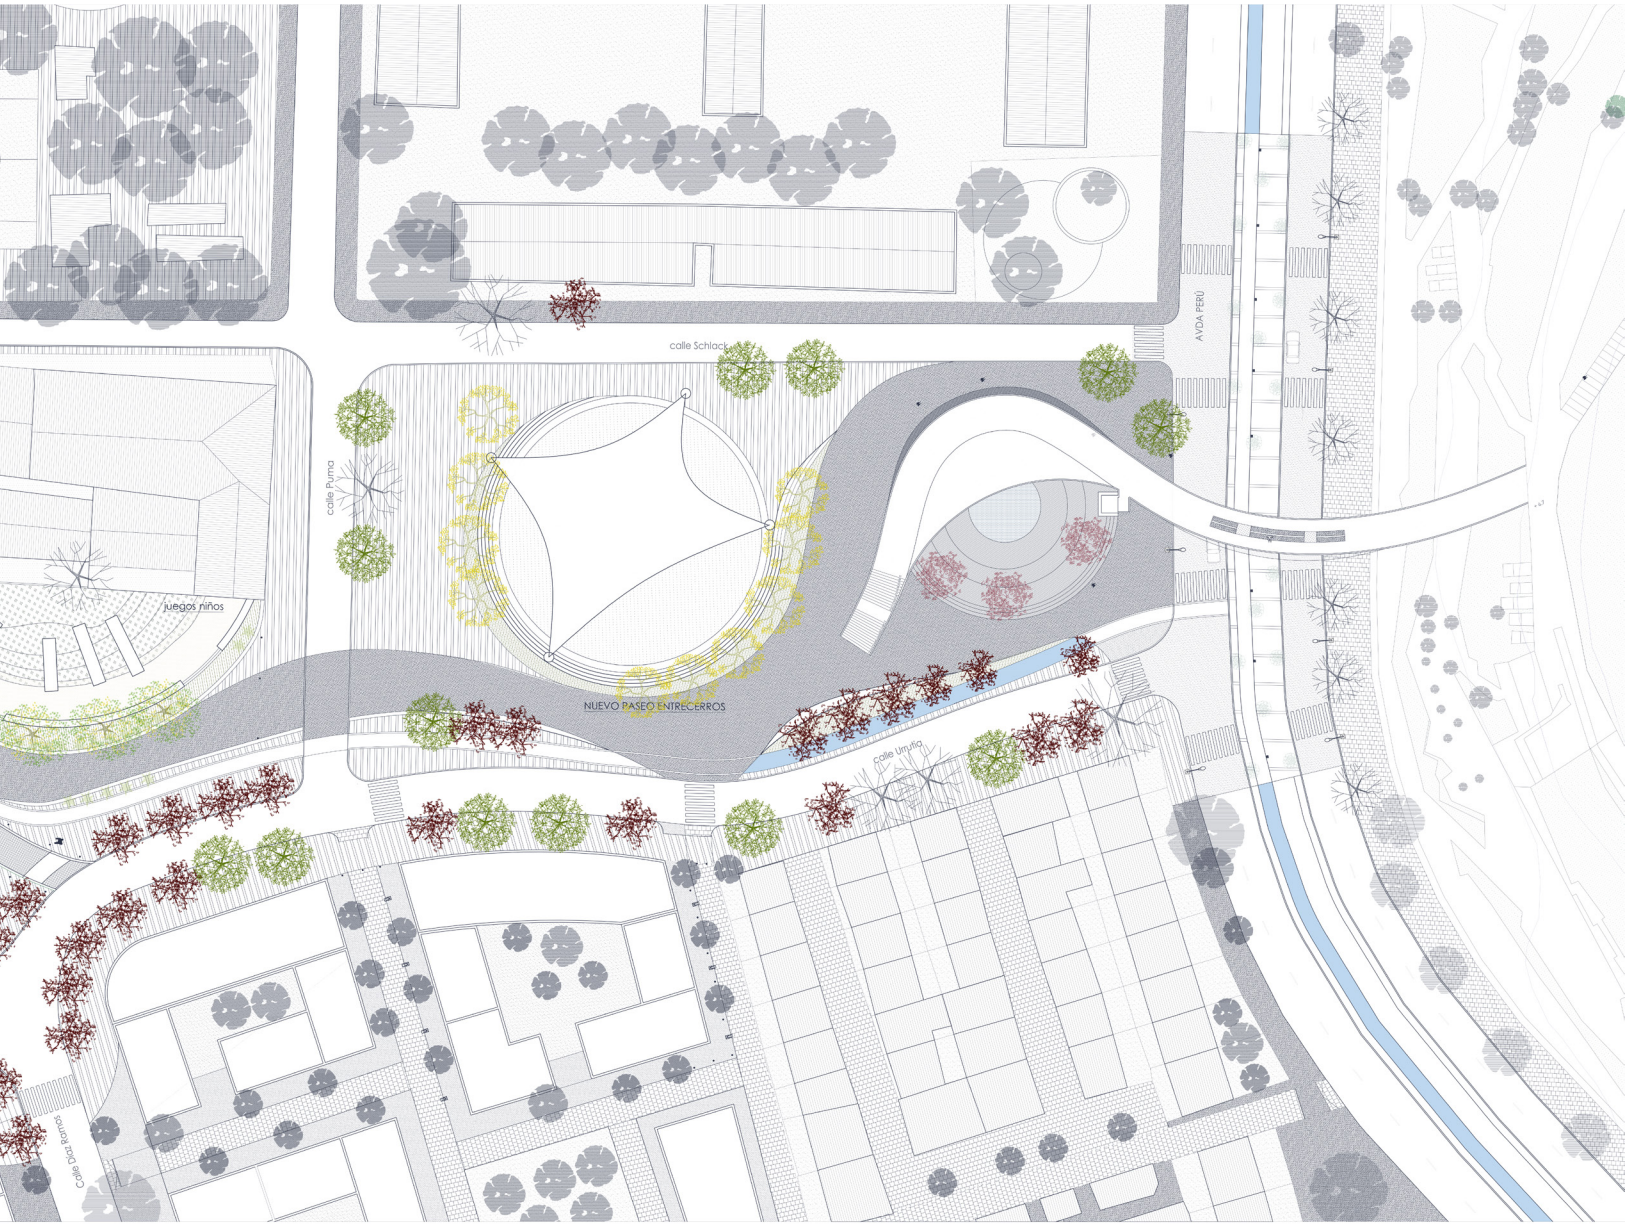 AVDA PERÚ
calle Schlack
calle Puma
juegos niños
NUEVO PASEO ENTRECERROS
calle Urrutia
Calle Díaz Ramos